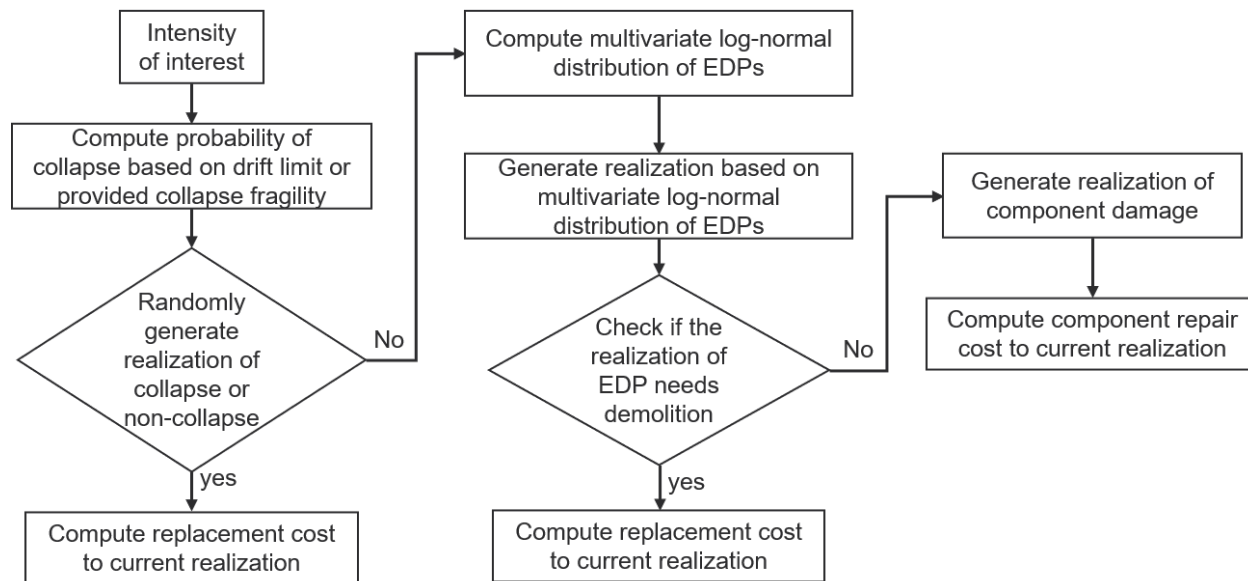 Intensity
of interest
Compute probability of
collapse based on drift limit or
provided collapse fragility
Randomly
generate
realization of
collapse or
non-collapse
No
yes
Compute replacement cost
to current realization
Compute multivariate log-normal
distribution of EDPs
Generate realization based on
multivariate log-normal
distribution of EDPs
Check if the
realization of
EDP needs
demolition
No
yes
Compute replacement cost
to current realization
Generate realization of
component damage
Compute component repair
cost to current realization